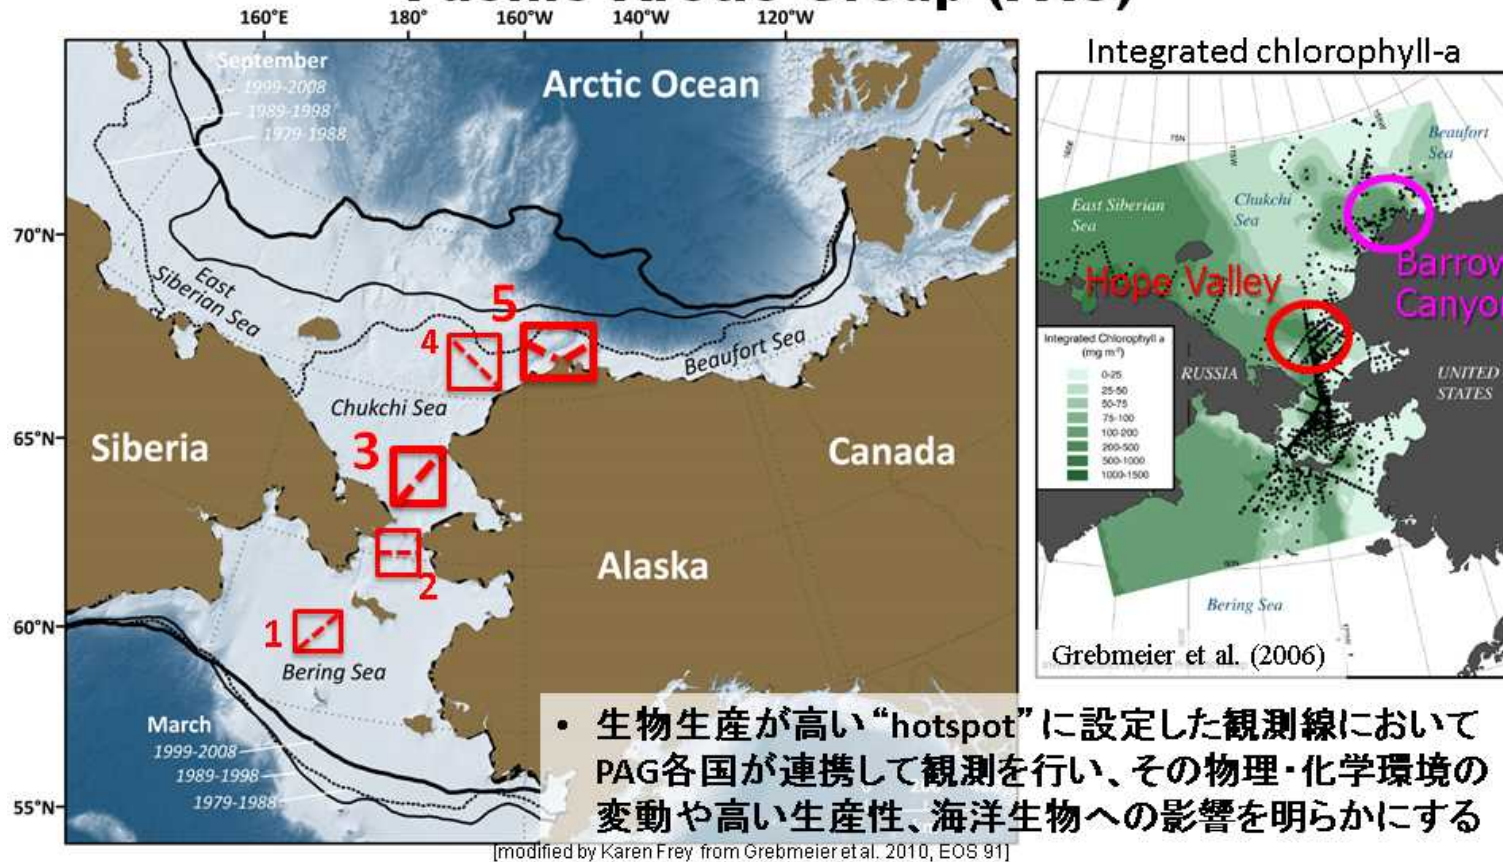 160°E 180° 160°W 140°W 120°W
September
1999-2008
1989-1998
1979-1988
Arctic Ocean
70°N
65°N
60°N
55°N
East
Siberian Sea
4
5
Beaufort Sea
Chukchi Sea
Siberia
3
Canada
2
Alaska
1
Bering Sea
March
1999-2008
1989-1998
1979-1988
Integrated chlorophyll-a
75N
Beaufort
Sea
East Siberian
Sea
Chukchi
Sea
Hope Valley
Barrow
Canyon
Integrated Chlorophyll a
(mg m⁻²)
0-25
25-50
50-75
75-100
100-200
200-500
500-1000
1000-1500
RUSSIA
UNITED
STATES
Bering Sea
Grebmeier et al. (2006)
• 生物生産が高い“hotspot”に設定した観測線において
PAG各国が連携して観測を行い、その物理・化学環境の
変動や高い生産性、海洋生物への影響を明らかにする
[modified by Karen Frey from Grebmeier et al. 2010, EOS 91]